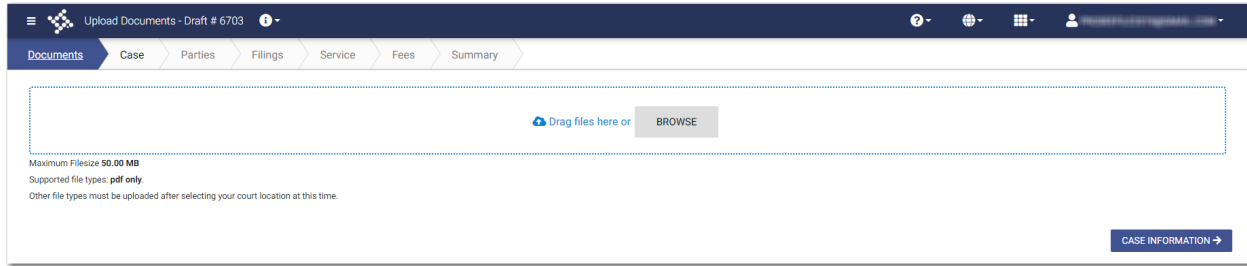 Upload Documents - Draft # 6703
Documents Case Parties Filings Service Fees Summary
Drag files here or BROWSE
Maximum Filesize 50.00 MB
Supported file types: pdf only.
Other file types must be uploaded after selecting your court location at this time.
CASE INFORMATION →